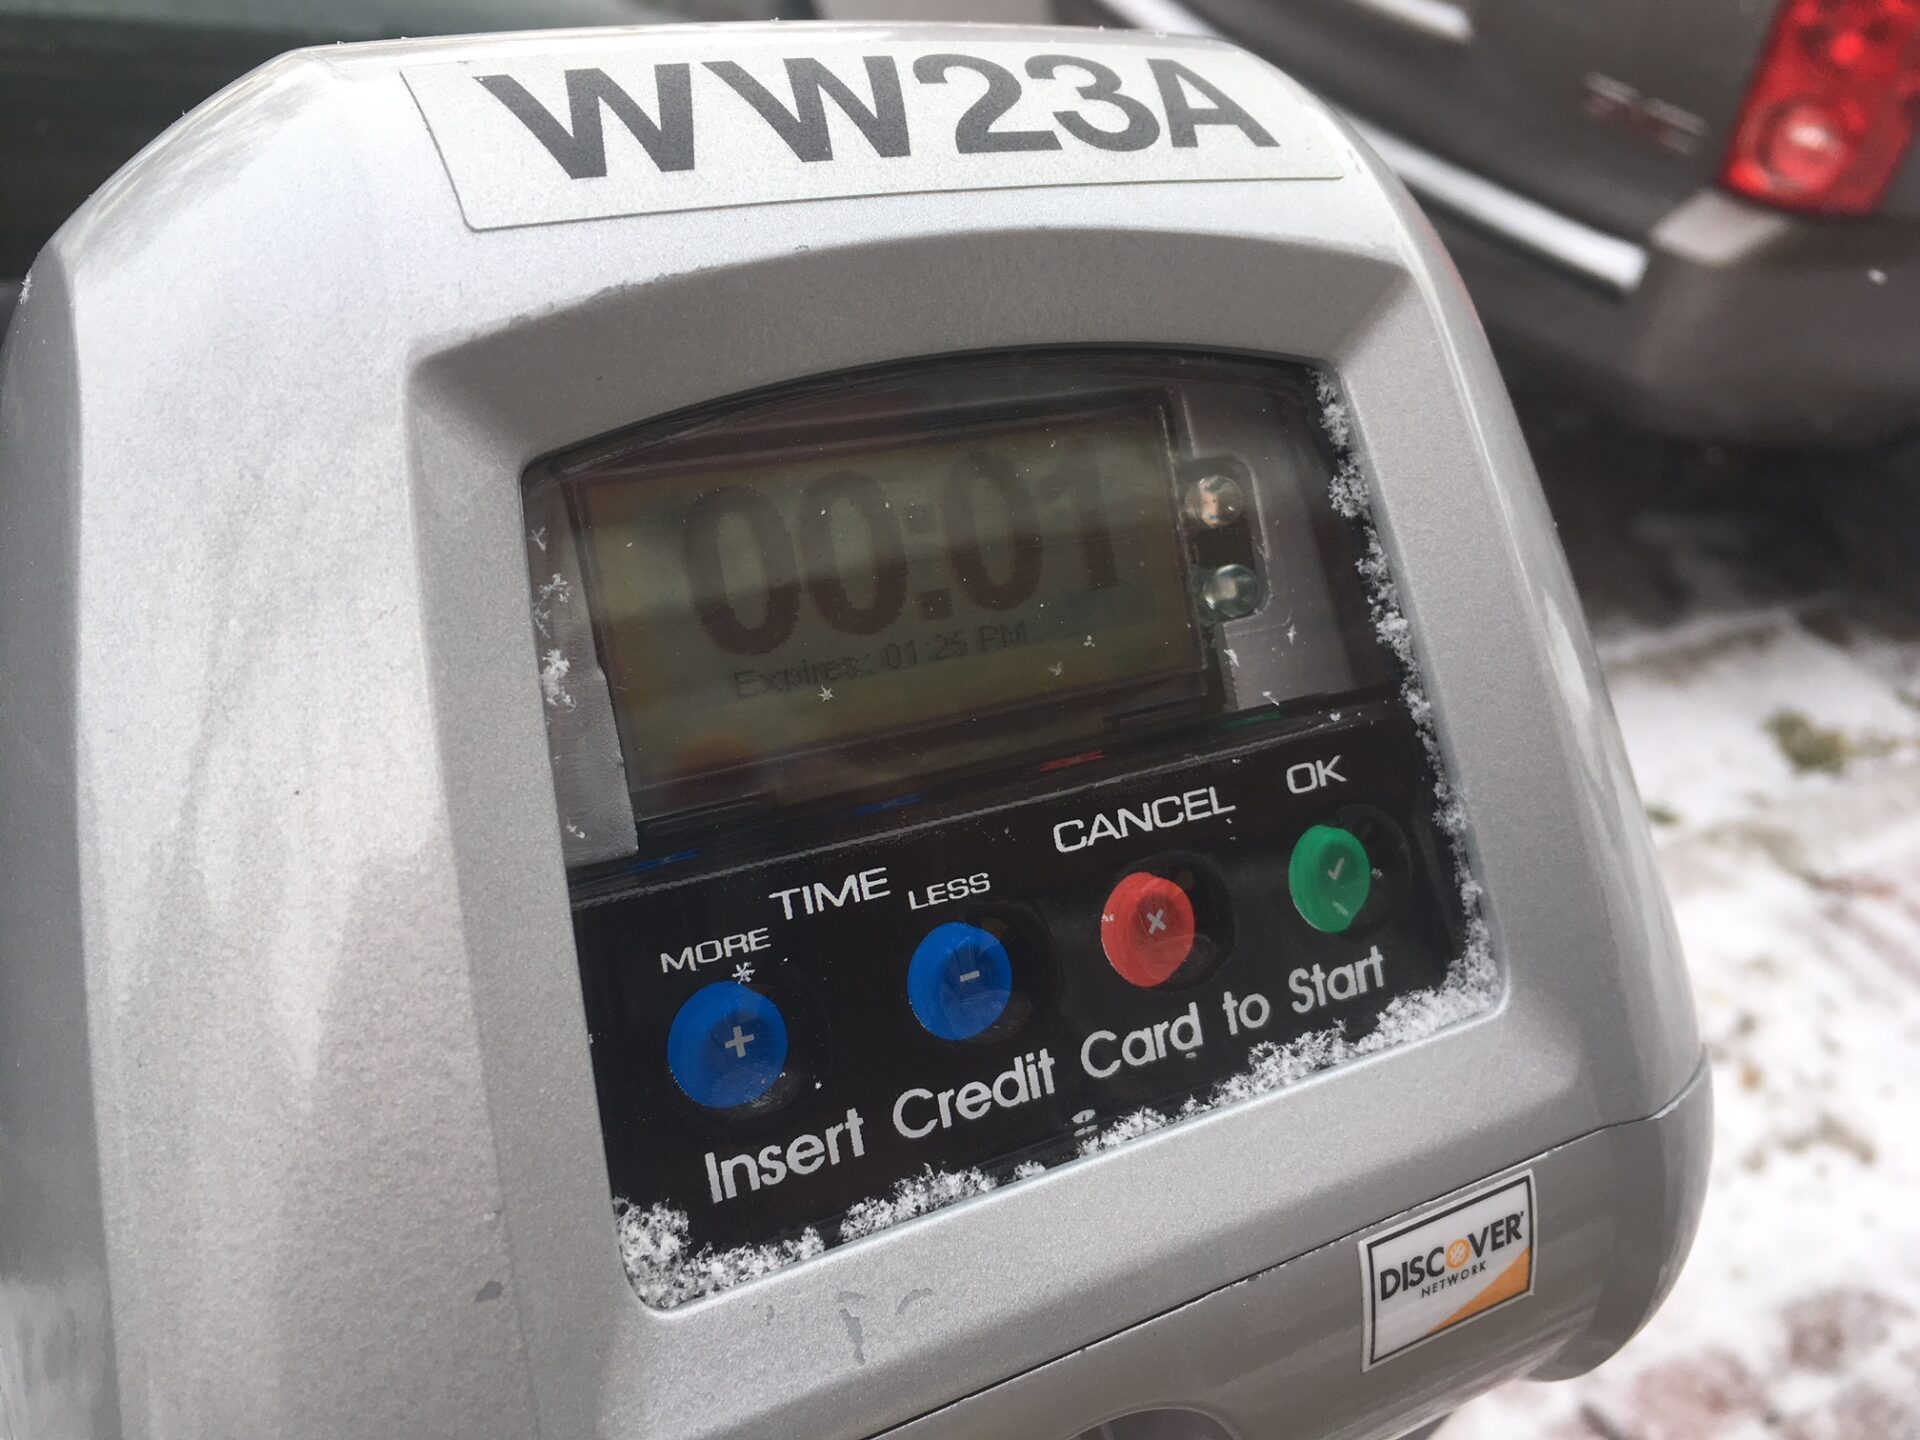 WW23A
GMC
00:01
Expires: 01:25 PM
TIME
MORE
LESS
CANCEL
OK
+
-
×
✓
Insert Credit Card to Start
DISCOVER
NETWORK